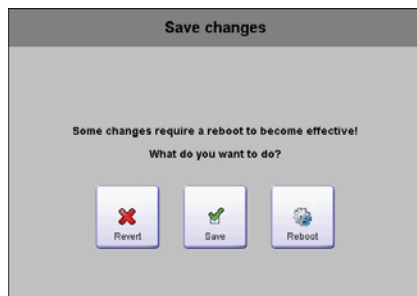 Save changes
Some changes require a reboot to become effective!
What do you want to do?
Revert Save Reboot